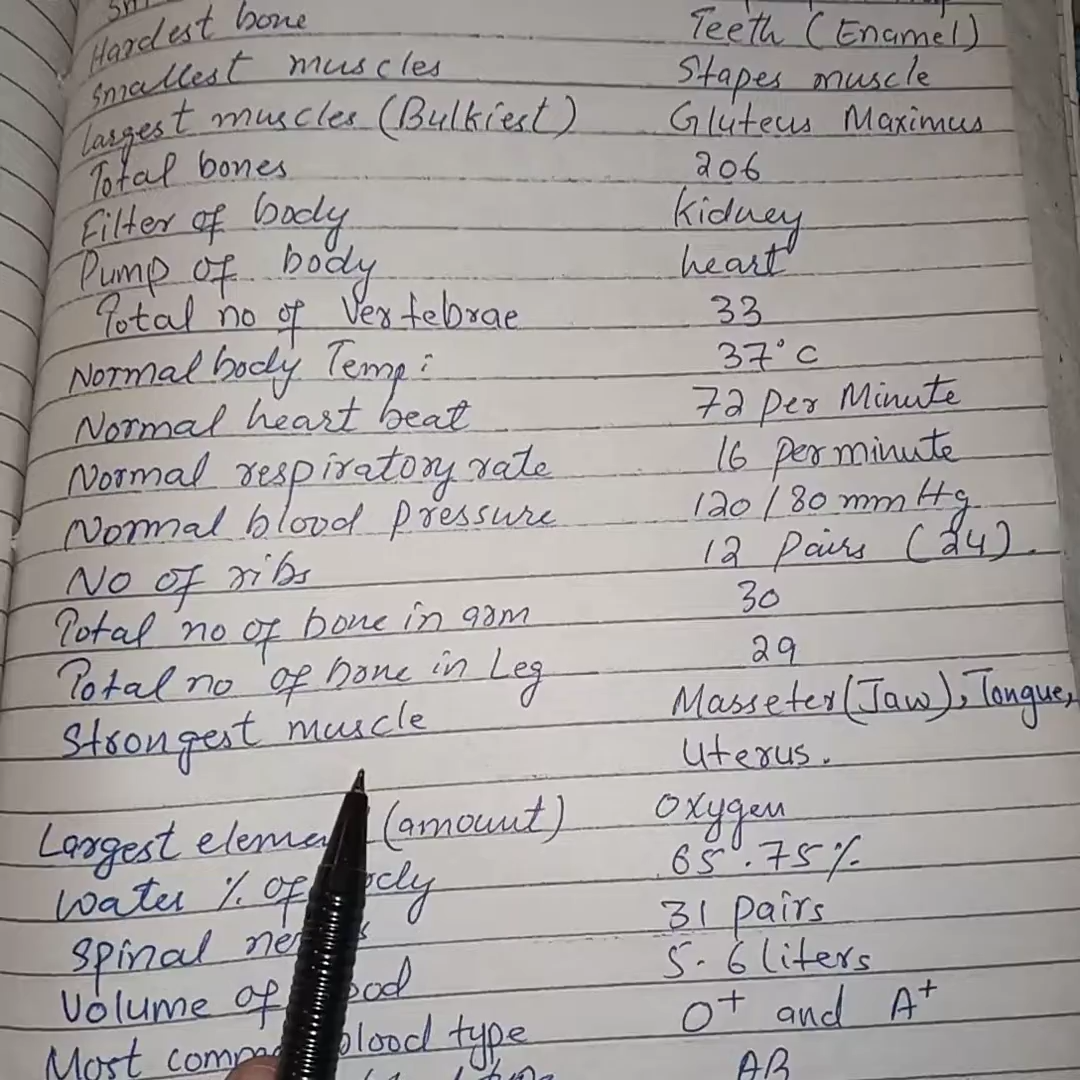 Hardest bone Teeth (Enamel)
Smallest muscles Stapes muscle
Largest muscles (Bulkiest) Gluteus Maximus
Total bones 206
Filter of body Kidney
Pump of body heart
Total no of Vertebrae 33
Normal body Temp: 37°C
Normal heart beat 72 per Minute
Normal respiratory rate 16 per minute
Normal blood pressure 120/80 mm Hg
No of ribs 12 Pairs (24).
Total no of bone in arm 30
Total no of bone in Leg 29
Strongest muscle Masseter (Jaw), Tongue,
Uterus.
Largest (amount) Oxygen
Water % of 65.75%
Spinal 31 pairs
Volume of 5.6 liters
Most blood type O+ and A+
AB